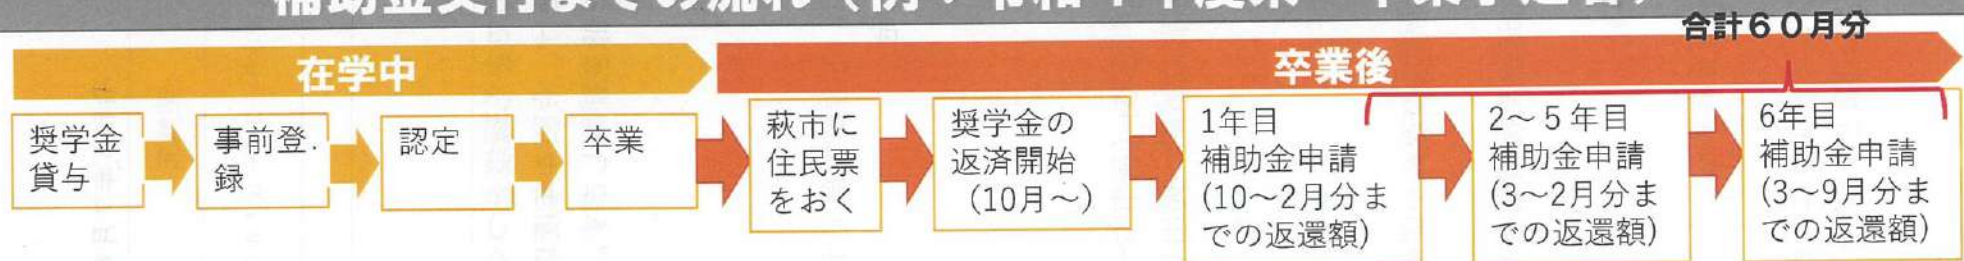 合計60月分
在学中
卒業後
奨学金
貸与
事前登.
録
認定
卒業
萩市に
住民票
をおく
奨学金の
返済開始
(10月~)
1年目
補助金申請
(10~2月分ま
での返還額)
2~5年目
補助金申請
(3~2月分ま
での返還額)
6年目
補助金申請
(3~9月分ま
での返還額)